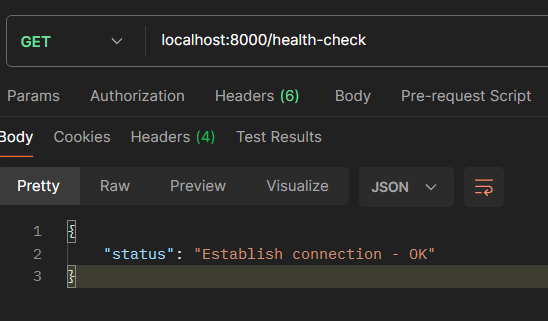 GET localhost:8000/health-check
Params Authorization Headers (6) Body Pre-request Script
Body Cookies Headers (4) Test Results
Pretty Raw Preview Visualize JSON
1 {
2 "status": "Establish connection - OK"
3 }